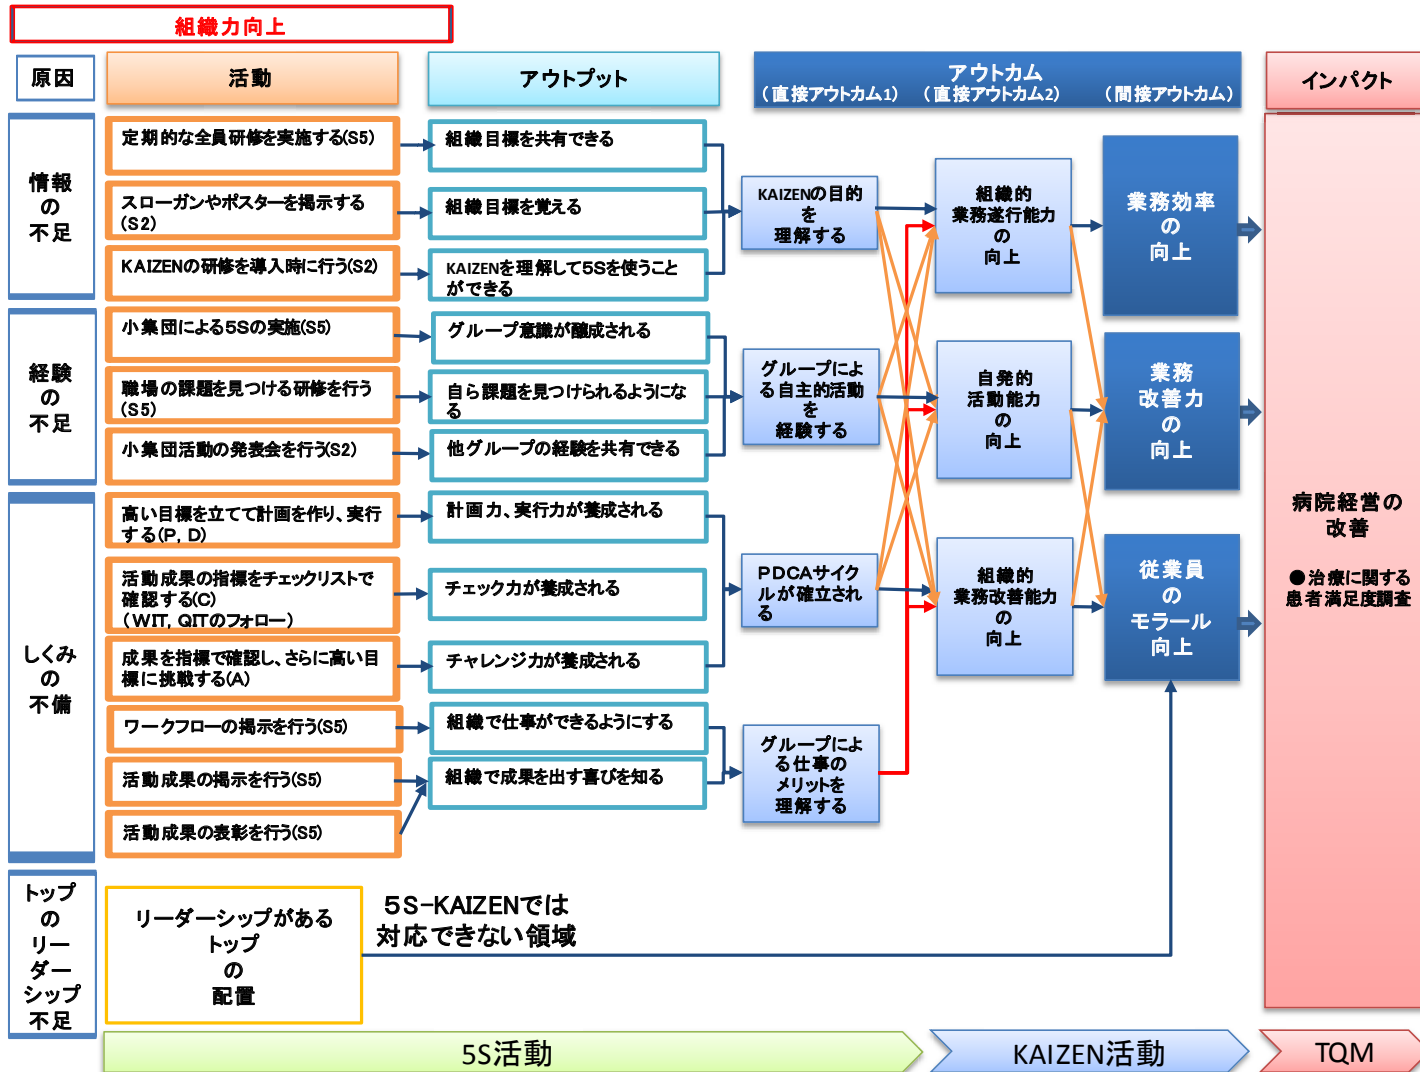 組織力向上
原因
活動
アウトプット
アウトカム
（直接アウトカム1）
（直接アウトカム2）
（間接アウトカム）
インパクト
情報
の
不足
定期的な全員研修を実施する(S5)
スローガンやポスターを掲示する
(S2)
KAIZENの研修を導入時に行う(S2)
組織目標を共有できる
組織目標を覚える
KAIZENを理解して5Sを使うこと
ができる
KAIZENの目的
を
理解する
経験
の
不足
小集団による5Sの実施(S5)
職場の課題を見つける研修を行う
(S5)
小集団活動の発表会を行う(S2)
グループ意識が醸成される
自ら課題を見つけられるようにな
る
他グループの経験を共有できる
グループによ
る自主的活動
を
経験する
しくみ
の
不備
高い目標を立てて計画を作り、実行
する(P, D)
活動成果の指標をチェックリストで
確認する(C)
（WIT, QITのフォロー）
成果を指標で確認し、さらに高い目
標に挑戦する(A)
ワークフローの掲示を行う(S5)
活動成果の掲示を行う(S5)
活動成果の表彰を行う(S5)
計画力、実行力が養成される
チェック力が養成される
チャレンジ力が養成される
組織で仕事ができるようにする
組織で成果を出す喜びを知る
PDCAサイク
ルが確立され
る
グループによ
る仕事の
メリットを
理解する
組織的
業務遂行能力
の
向上
自発的
活動能力
の
向上
組織的
業務改善能力
の
向上
業務効率
の
向上
業務
改善力
の
向上
従業員
の
モラール
向上
病院経営の
改善
●治療に関する
患者満足度調査
トップ
の
リー
ダー
シップ
不足
リーダーシップがある
トップ
の
配置
5S-KAIZENでは
対応できない領域
5S活動
KAIZEN活動
TQM